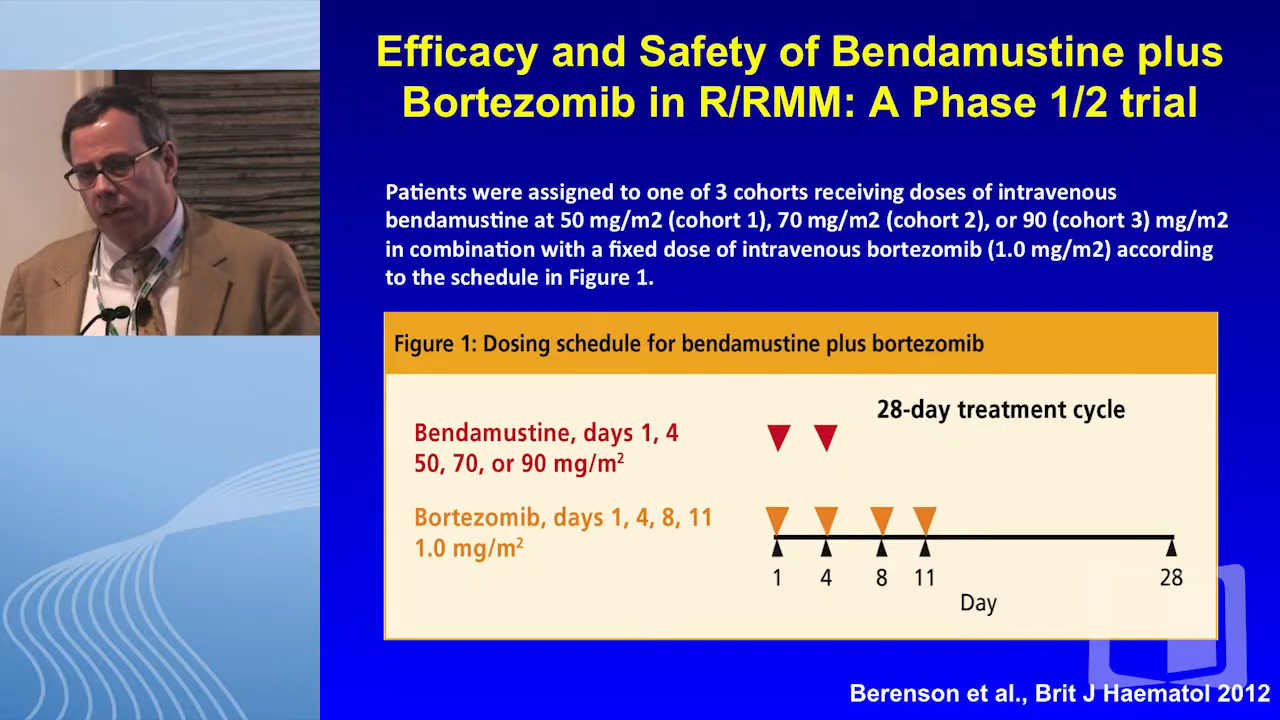 Efficacy and Safety of Bendamustine plus
Bortezomib in R/RMM: A Phase 1/2 trial
Patients were assigned to one of 3 cohorts receiving doses of intravenous
bendamustine at 50 mg/m2 (cohort 1), 70 mg/m2 (cohort 2), or 90 (cohort 3) mg/m2
in combination with a fixed dose of intravenous bortezomib (1.0 mg/m2) according
to the schedule in Figure 1.
Figure 1: Dosing schedule for bendamustine plus bortezomib
28-day treatment cycle
Bendamustine, days 1, 4
50, 70, or 90 mg/m²
Bortezomib, days 1, 4, 8, 11
1.0 mg/m²
1 4 8 11 28
Day
Berenson et al., Brit J Haematol 2012